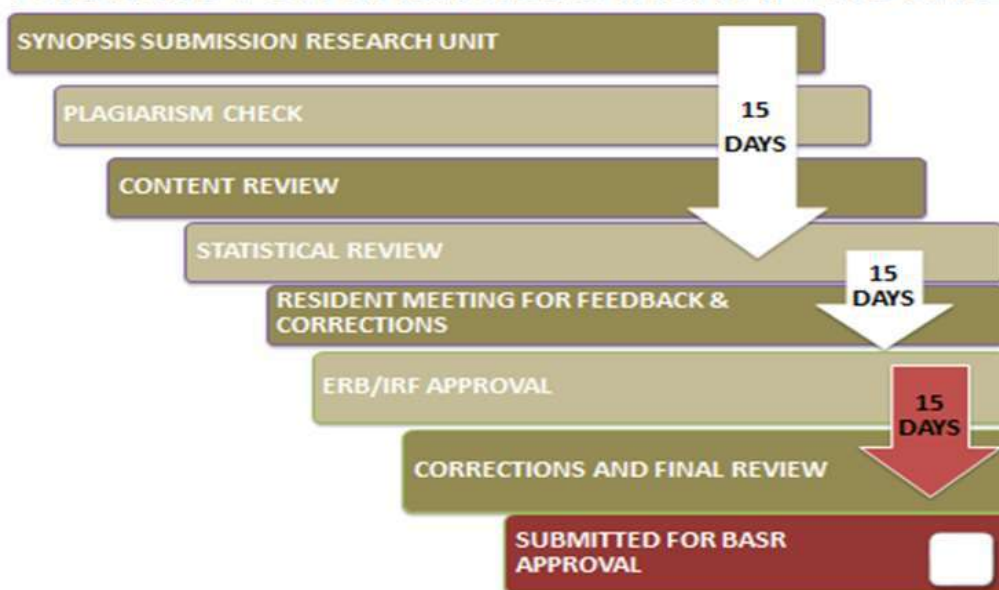 SYNOPSIS SUBMISSION RESEARCH UNIT
PLAGIARISM CHECK
15
DAYS
CONTENT REVIEW
STATISTICAL REVIEW
15
DAYS
RESIDENT MEETING FOR FEEDBACK &
CORRECTIONS
ERB/IRF APPROVAL
15
DAYS
CORRECTIONS AND FINAL REVIEW
SUBMITTED FOR BASR
APPROVAL